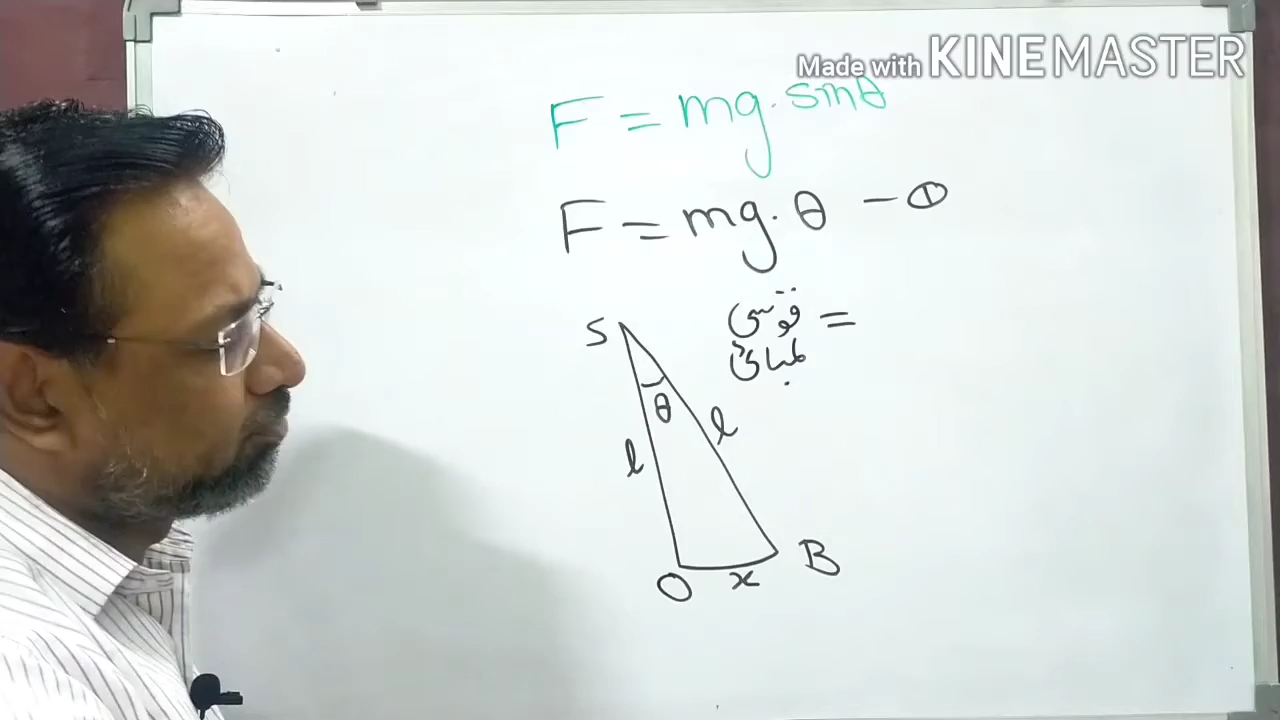 Made with KINEMASTER
F = mg. sinθ
F = mg. θ - ①
S قوس =
لمبائی
θ
l l
O x B